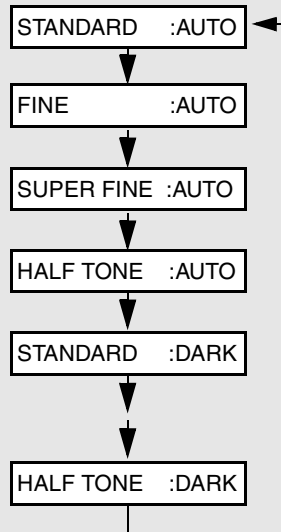 STANDARD :AUTO
FINE :AUTO
SUPER FINE :AUTO
HALF TONE :AUTO
STANDARD :DARK
HALF TONE :DARK